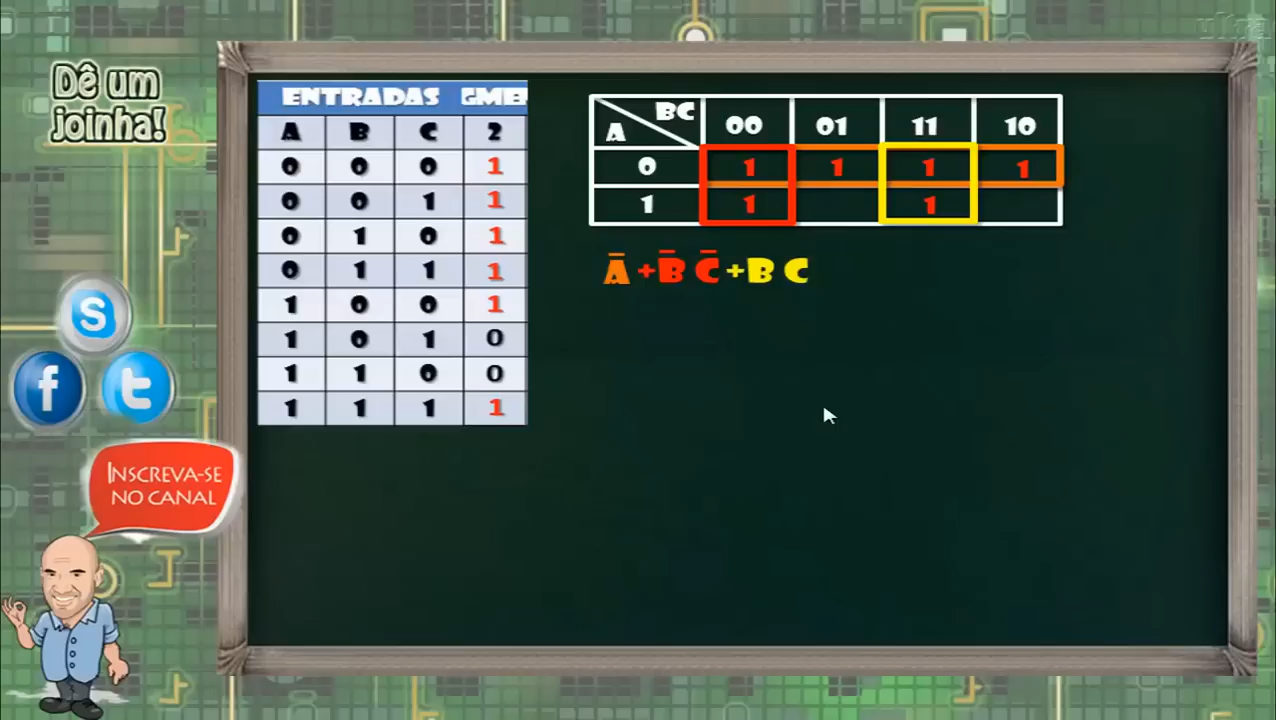 Dê um
joinha!
ENTRADAS
A B C 2
0 0 0 1
0 0 1 1
0 1 0 1
0 1 1 1
1 0 0 1
1 0 1 0
1 1 0 0
1 1 1 1
BC
A
00 01 11 10
0 1 1 1 1
1 1 1
A̅ + B̅ C̅ + B C
INSCREVA-SE
NO CANAL